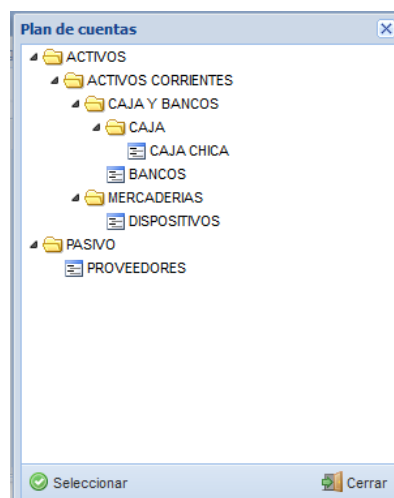 Plan de cuentas
ACTIVOS
ACTIVOS CORRIENTES
CAJA Y BANCOS
CAJA
CAJA CHICA
BANCOS
MERCADERIAS
DISPOSITIVOS
PASIVO
PROVEEDORES
Seleccionar
Cerrar